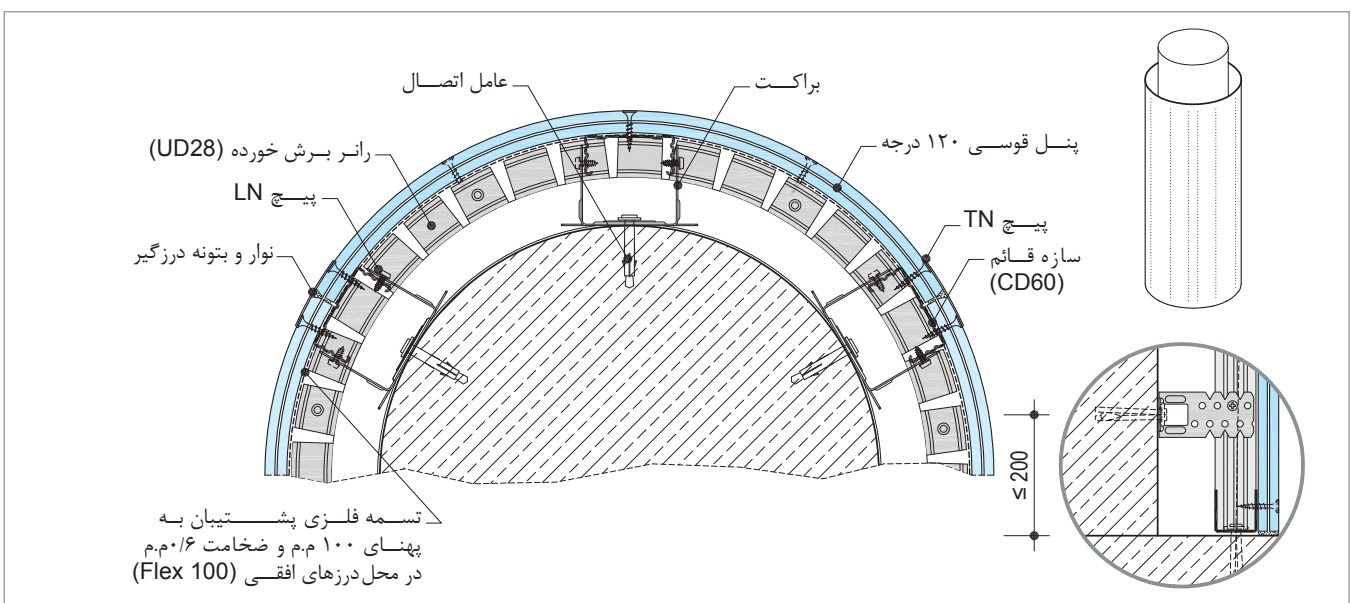 عامل اتصال
براکت
رانر برش خورده (UD28)
پنل قوسی ۱۲۰ درجه
پیچ LN
پیچ TN
نوار و بتونه درزگیر
سازه قائم
(CD60)
≤ 200
تسمه فلزی پشتیبان به
پهنای ۱۰۰ م.م و ضخامت ۰/۶م.م
در محل درزهای افقی (Flex 100)